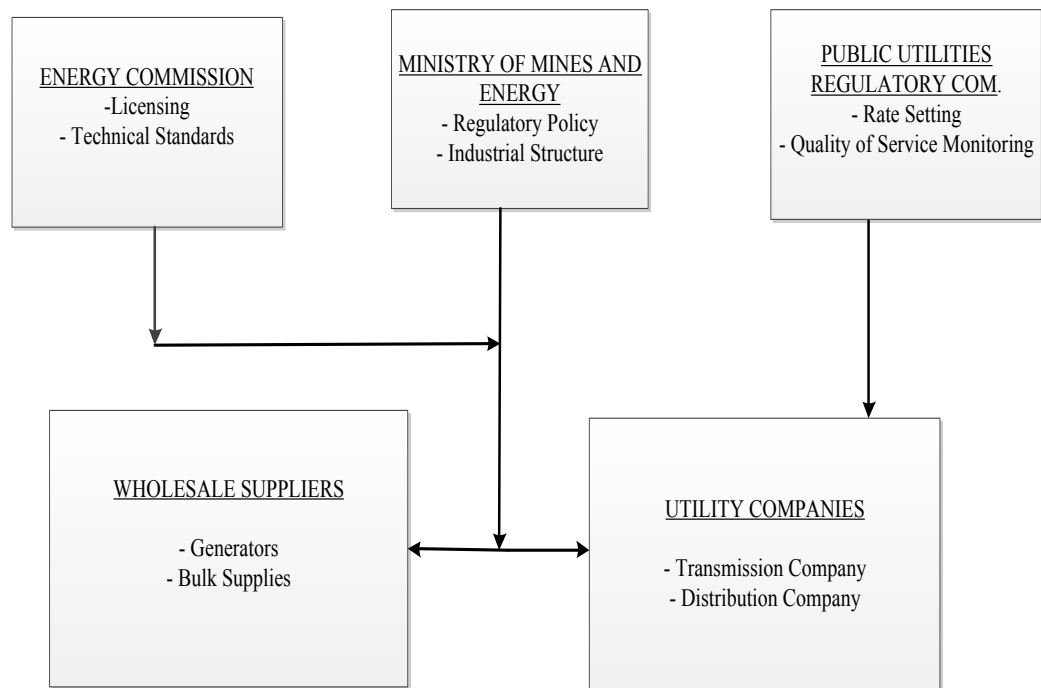 ENERGY COMMISSION
-Licensing
- Technical Standards
MINISTRY OF MINES AND
ENERGY
- Regulatory Policy
- Industrial Structure
PUBLIC UTILITIES
REGULATORY COM.
- Rate Setting
- Quality of Service Monitoring
WHOLESALE SUPPLIERS
- Generators
- Bulk Supplies
UTILITY COMPANIES
- Transmission Company
- Distribution Company